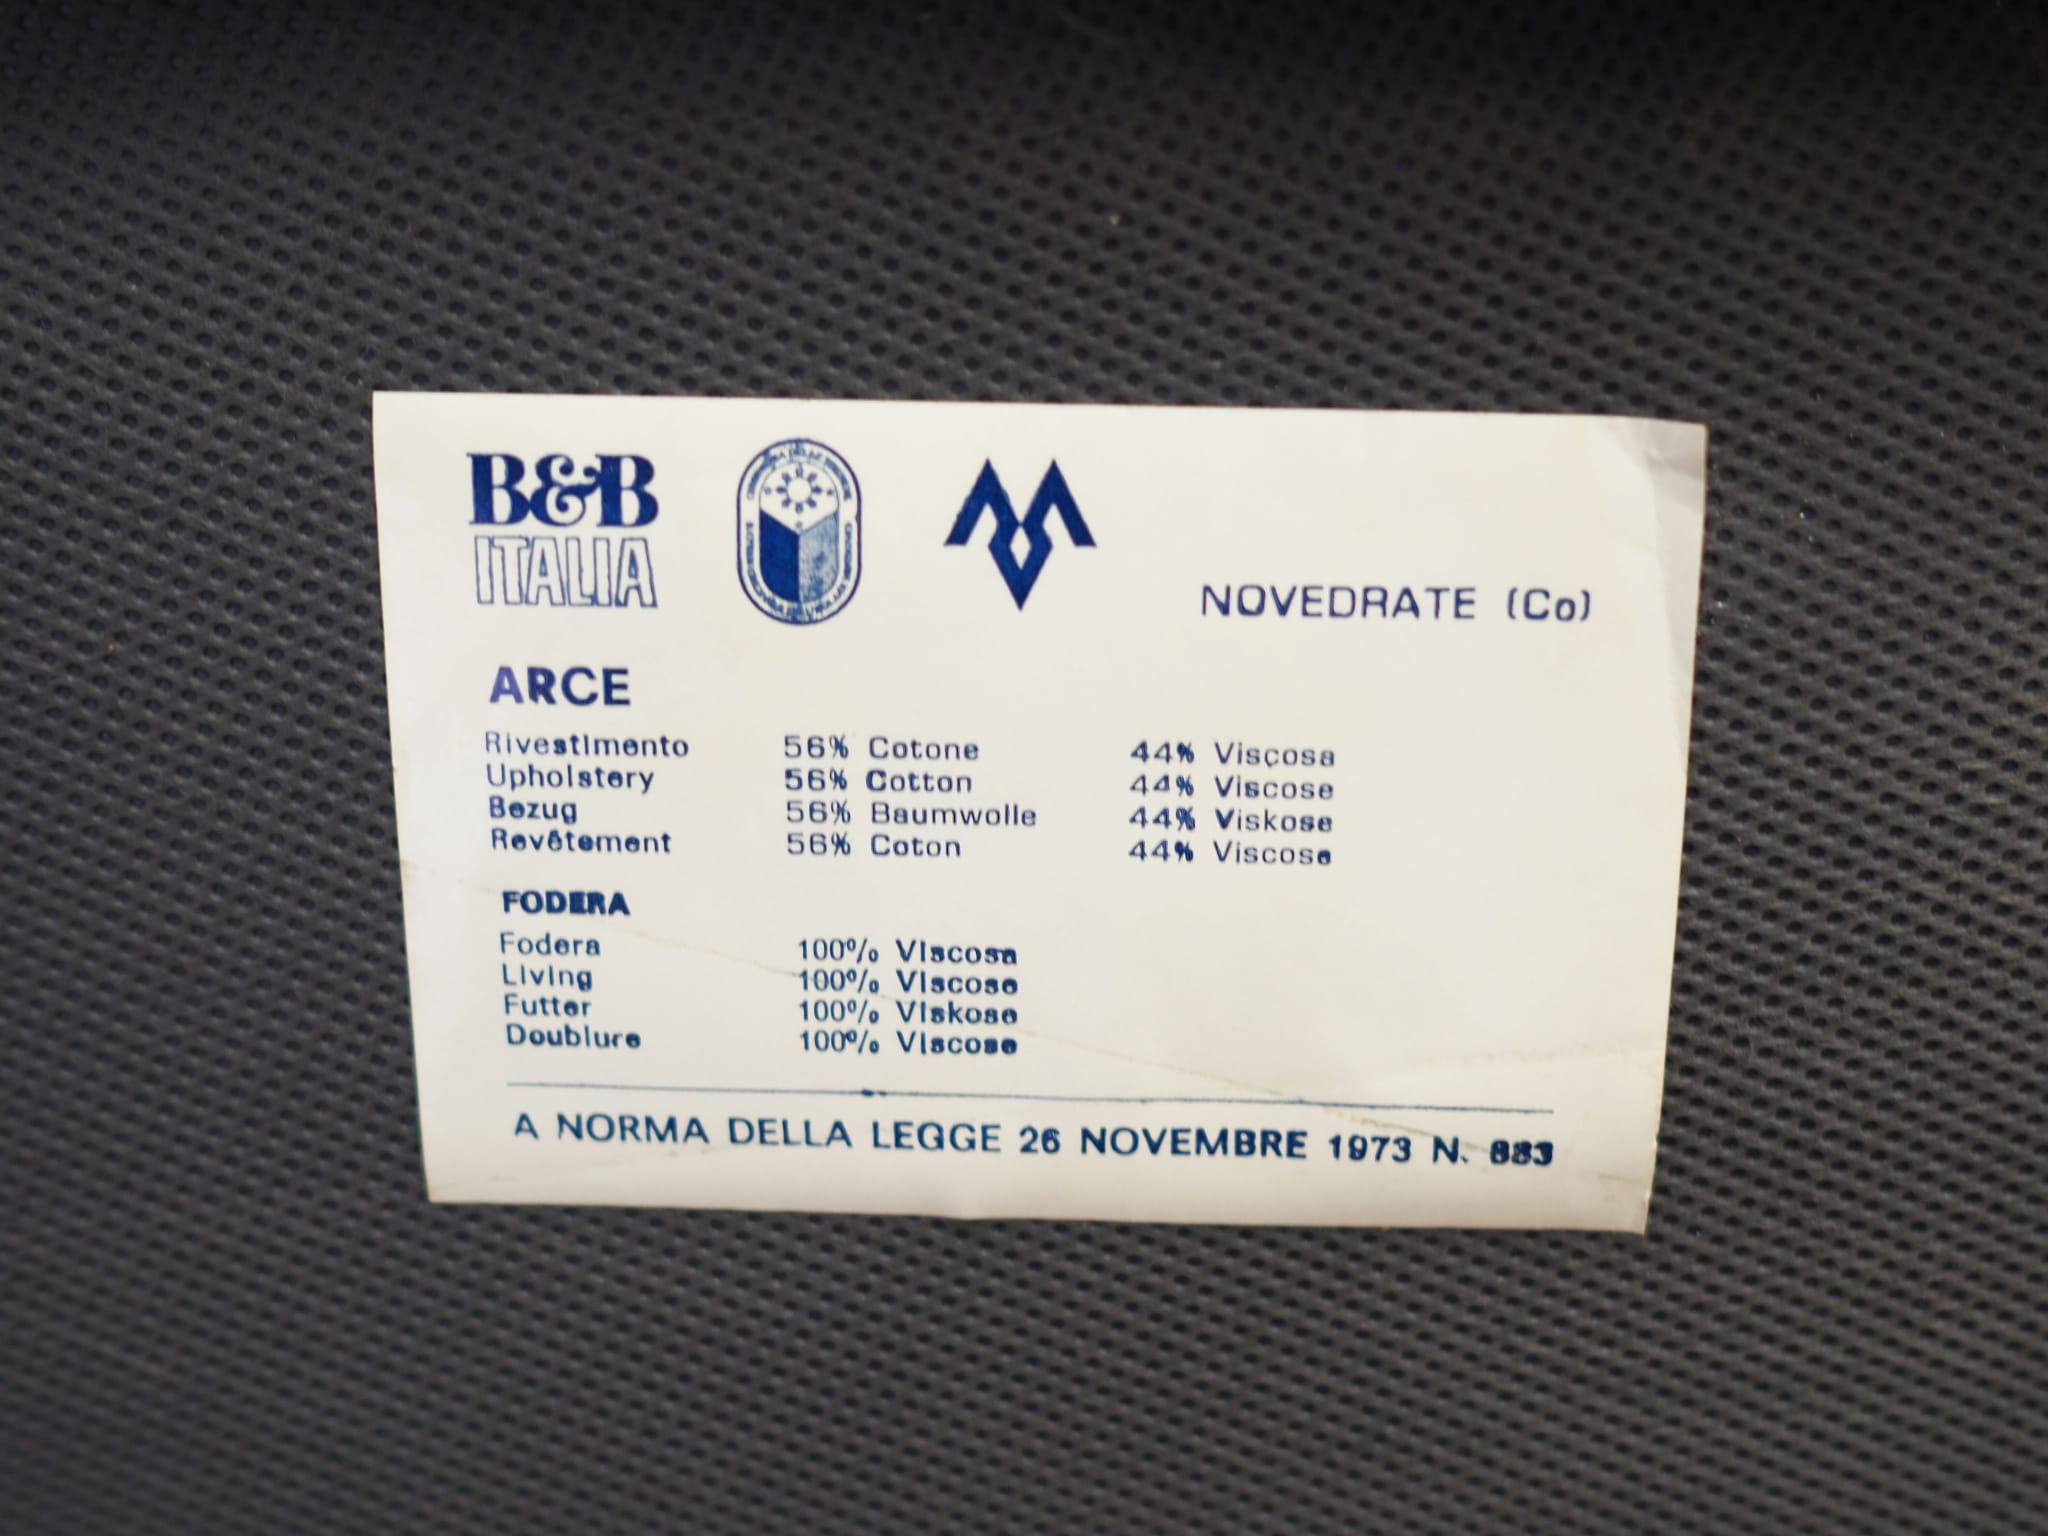 B&B
ITALIA
NOVEDRATE (Co)
ARCE
Rivestimento 56% Cotone 44% Viscosa
Upholstery 56% Cotton 44% Viscose
Bezug 56% Baumwolle 44% Viskose
Revêtement 56% Coton 44% Viscose
FODERA
Fodera 100% Viscosa
Living 100% Viscose
Futter 100% Viskose
Doublure 100% Viscose
A NORMA DELLA LEGGE 26 NOVEMBRE 1973 N. 883